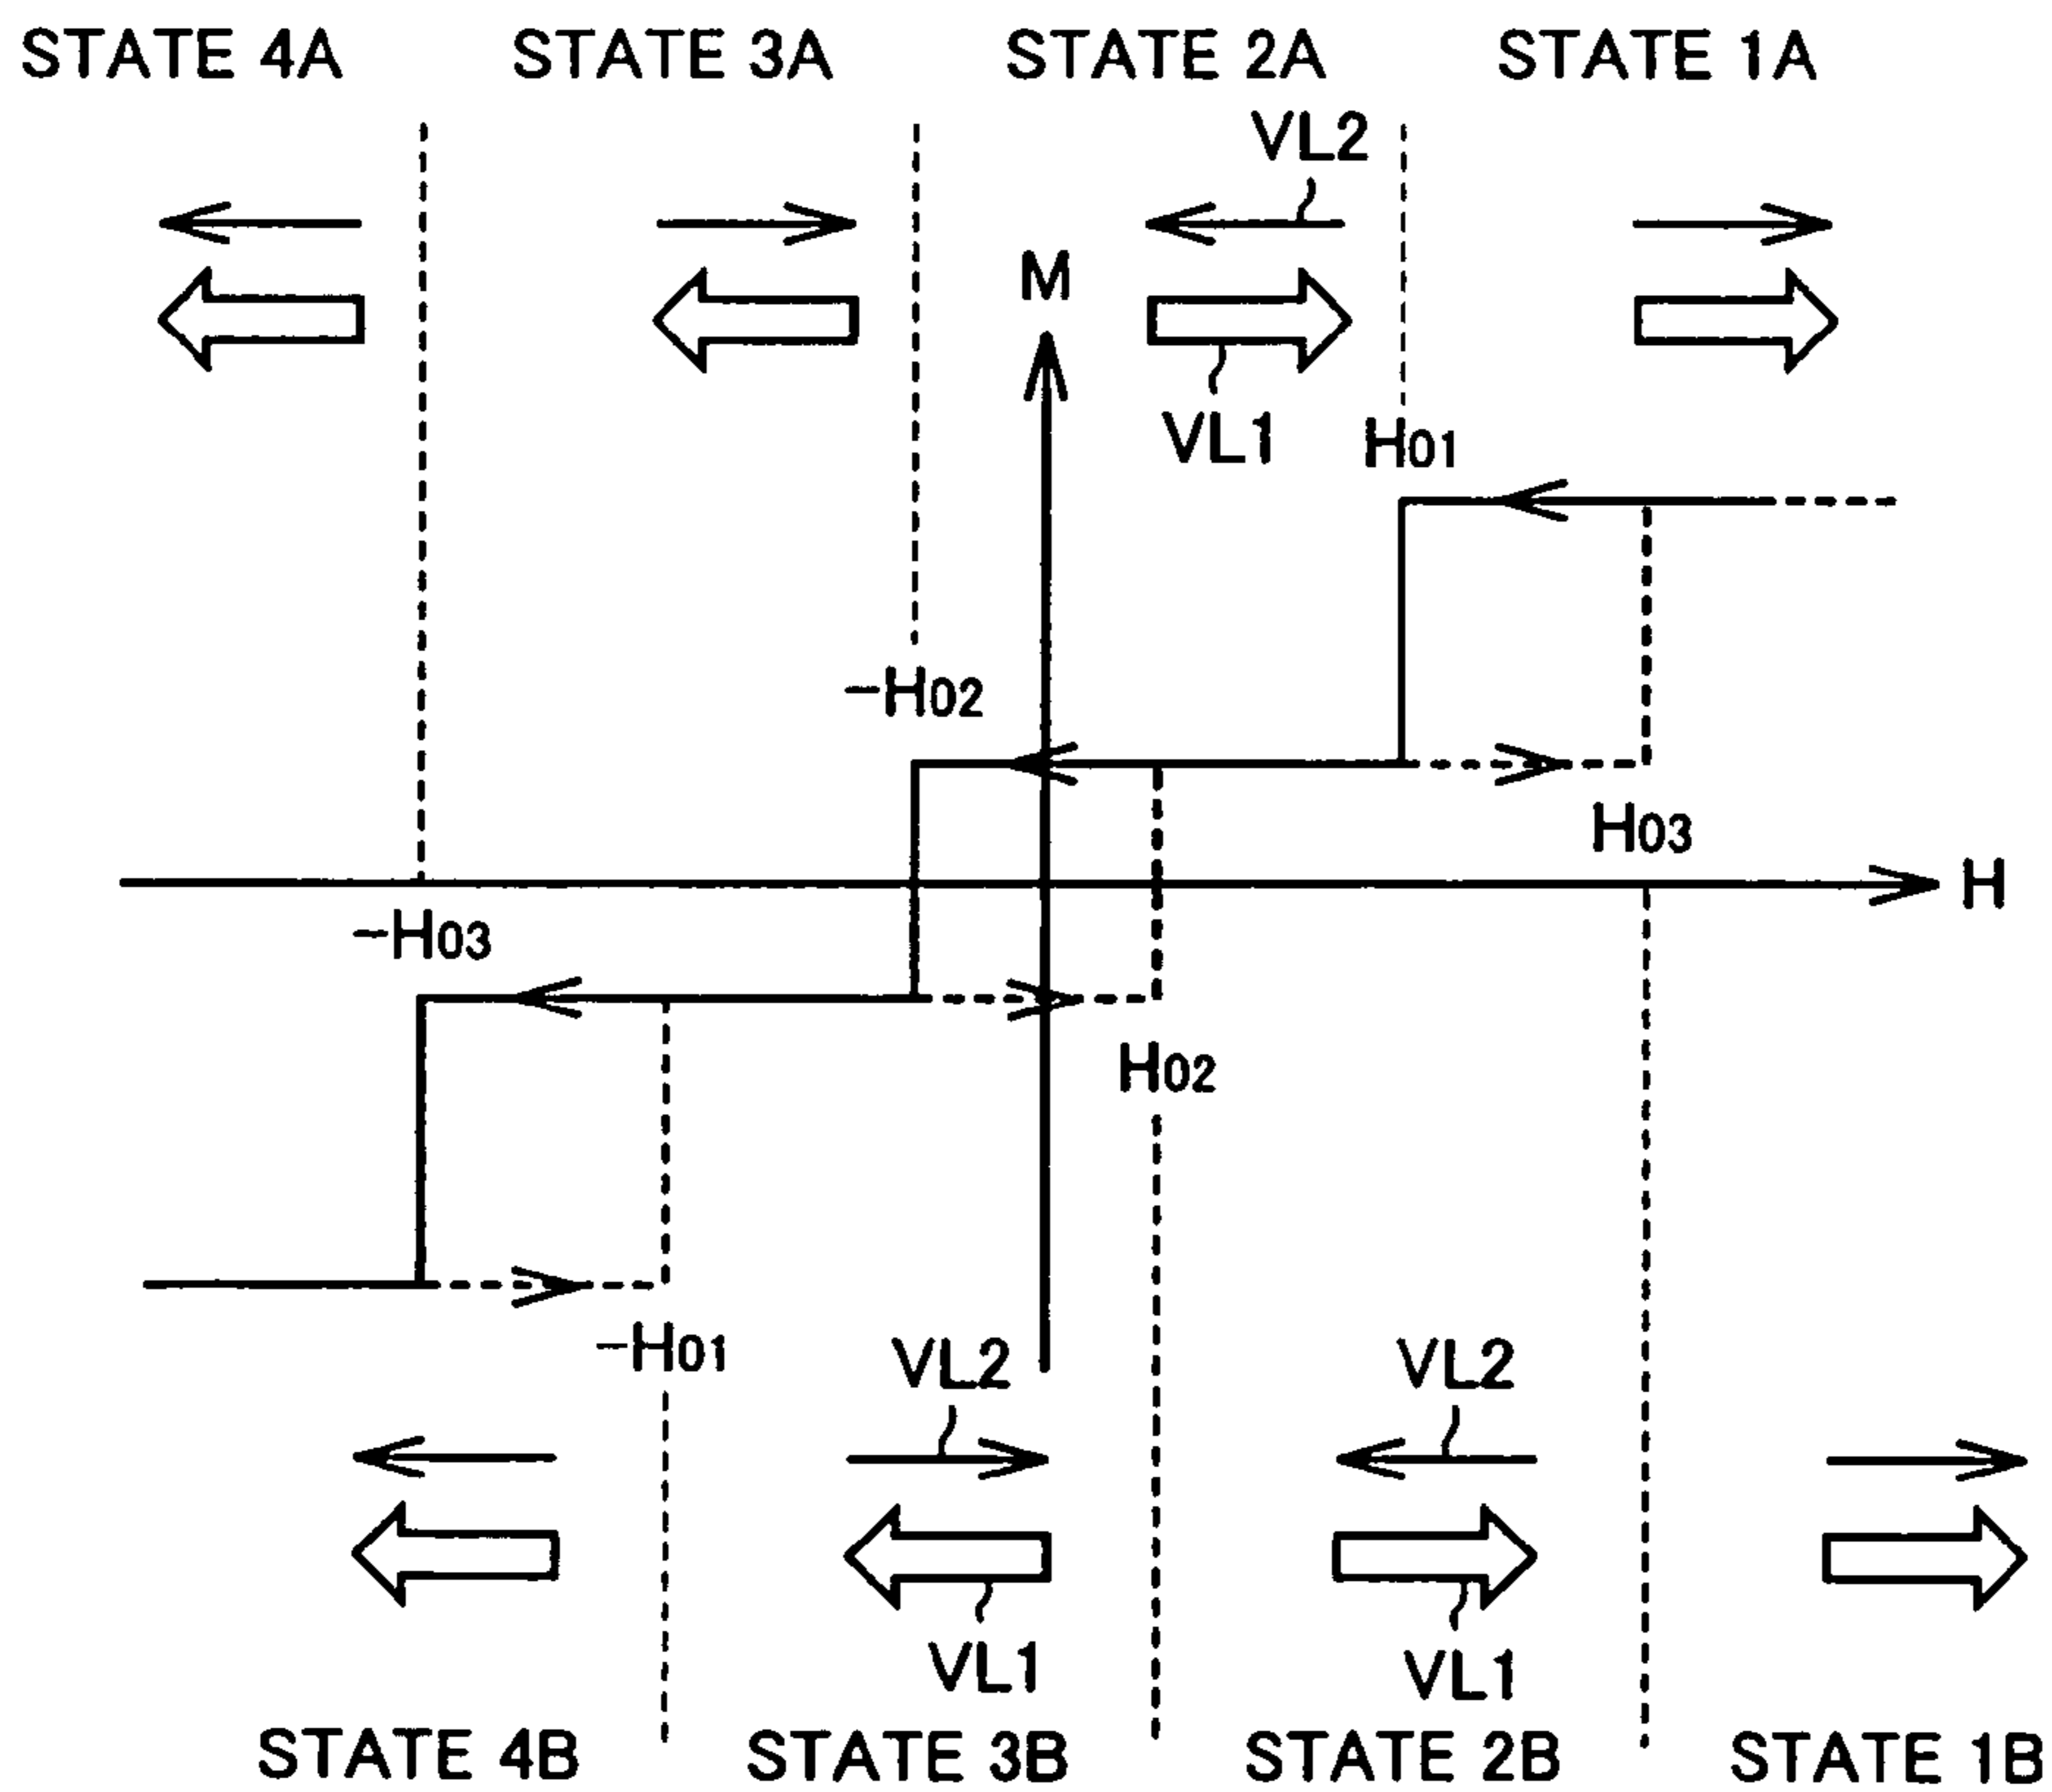 STATE 4A STATE 3A STATE 2A STATE 1A
VL2
M
VL1
H01
-H02
H03
H
-H03
H02
-H01
VL2 VL2
VL1 VL1
STATE 4B STATE 3B STATE 2B STATE 1B